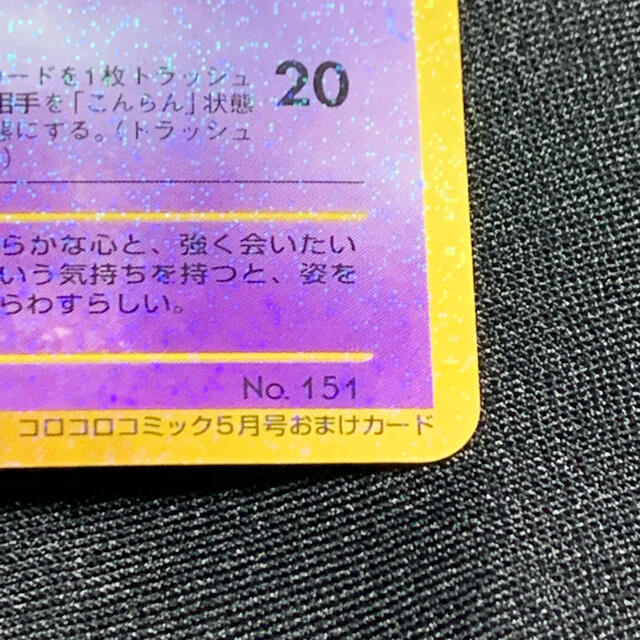 ードを1枚トラッシュ
相手を「こんらん」状態
態にする。（トラッシュ
）
20
らかな心と、強く会いたい
いう気持ちを持つと、姿を
らわすらしい。
No. 151
コロコロコミック5月号おまけカード